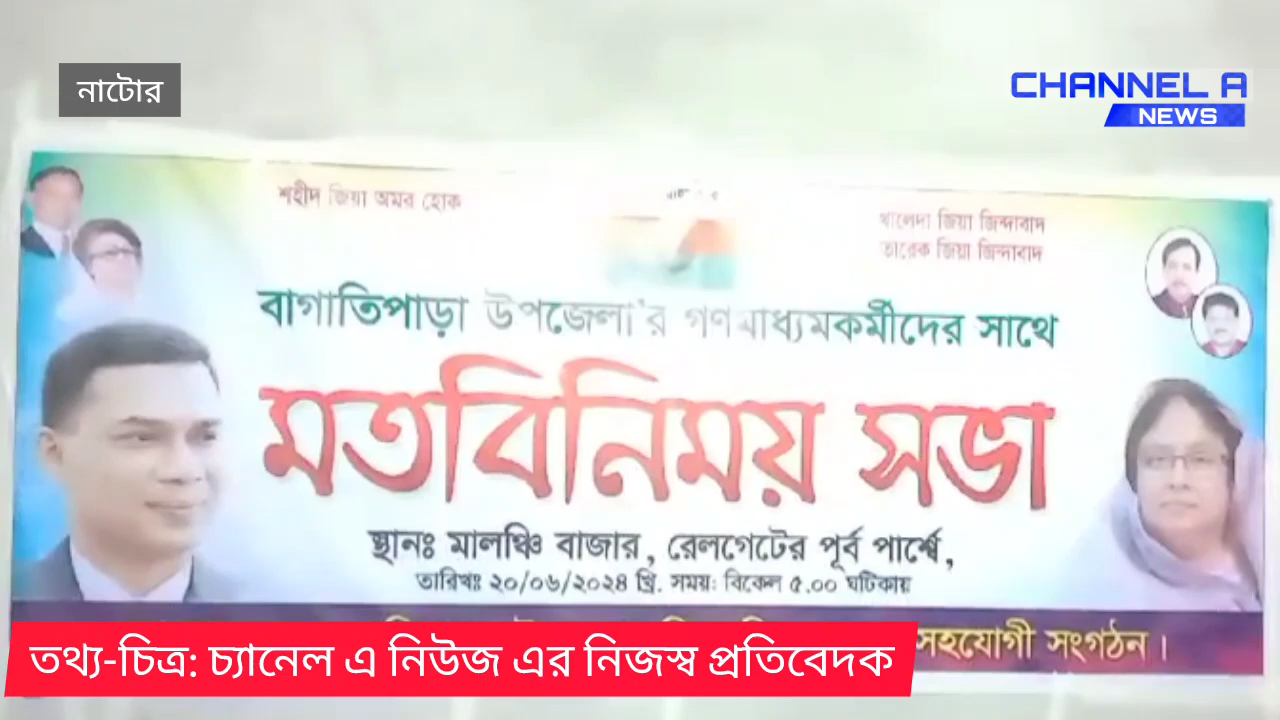 নাটোর
CHANNEL A
NEWS
শহীদ জিয়া অমর হোক
খালেদা জিয়া জিন্দাবাদ
তারেক জিয়া জিন্দাবাদ
বাগাতিপাড়া উপজেলা'র গণমাধ্যমকর্মীদের সাথে
মতবিনিময় সভা
স্থানঃ মালঞ্চি বাজার, রেলগেটের পূর্ব পার্শ্বে,
তারিখঃ ২০/০৬/২০২৪ খ্রি. সময়: বিকেল ৫.০০ ঘটিকায়
সহযোগী সংগঠন।
তথ্য-চিত্র: চ্যানেল এ নিউজ এর নিজস্ব প্রতিবেদক